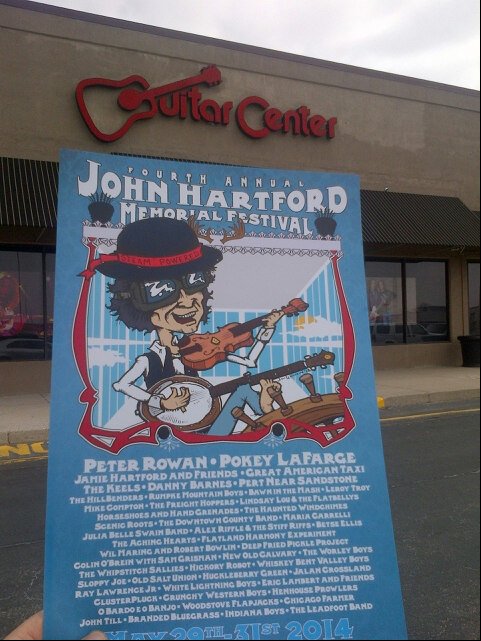 Guitar Center
FOURTH ANNUAL
JOHN HARTFORD
MEMORIAL FESTIVAL
STEAM POWERED
PETER ROWAN • POKEY LAFARGE
JAMIE HARTFORD AND FRIENDS • GREAT AMERICAN TAXI
THE KEELS • DANNY BARNES • PERT NEAR SANDSTONE
THE HILLBENDERS • RUMPKE MOUNTAIN BOYS • BAWN IN THE MASH • LEROY TROY
MIKE COMPTON • THE FREIGHT HOPPERS • LINDSAY LOU & THE FLATBELLYS
HORSESHOES AND HAND GRENADES • THE HAUNTED WINDCHIMES
SCENIC ROOTS • THE DOWNTOWN COUNTY BAND • MARIA CARRELLI
JULIA BELLE SWAIN BAND • ALEX RIFFLE & THE STIFF RIFFS • BETSE ELLIS
THE ACHING HEARTS • FLATLAND HARMONY EXPERIMENT
WIL MARING AND ROBERT BOWLIN • DEEP FRIED PICKLE PROJECT
COLIN O'BREIN WITH SAM GRISMAN • NEW OLD CALVARY • THE WORLEY BOYS
THE WHIPSTITCH SALLIES • HICKORY ROBOT • WHISKEY BENT VALLEY BOYS
SLOPPY JOE • OLD SALT UNION • HUCKLEBERRY GREEN • JALAN CROSSLAND
RAY LAWRENCE JR • WHITE LIGHTNING BOYS • ERIC LAMBERT AND FRIENDS
CLUSTERPLUCK • CRUNCHY WESTERN BOYS • HENHOUSE PROWLERS
O BARDO E O BANJO • WOODSTOVE FLAPJACKS • CHICAGO FARMER
JOHN TILL • BRANDED BLUEGRASS • INDIANA BOYS • THE LEADFOOT BAND
MAY 29TH-31ST 2014